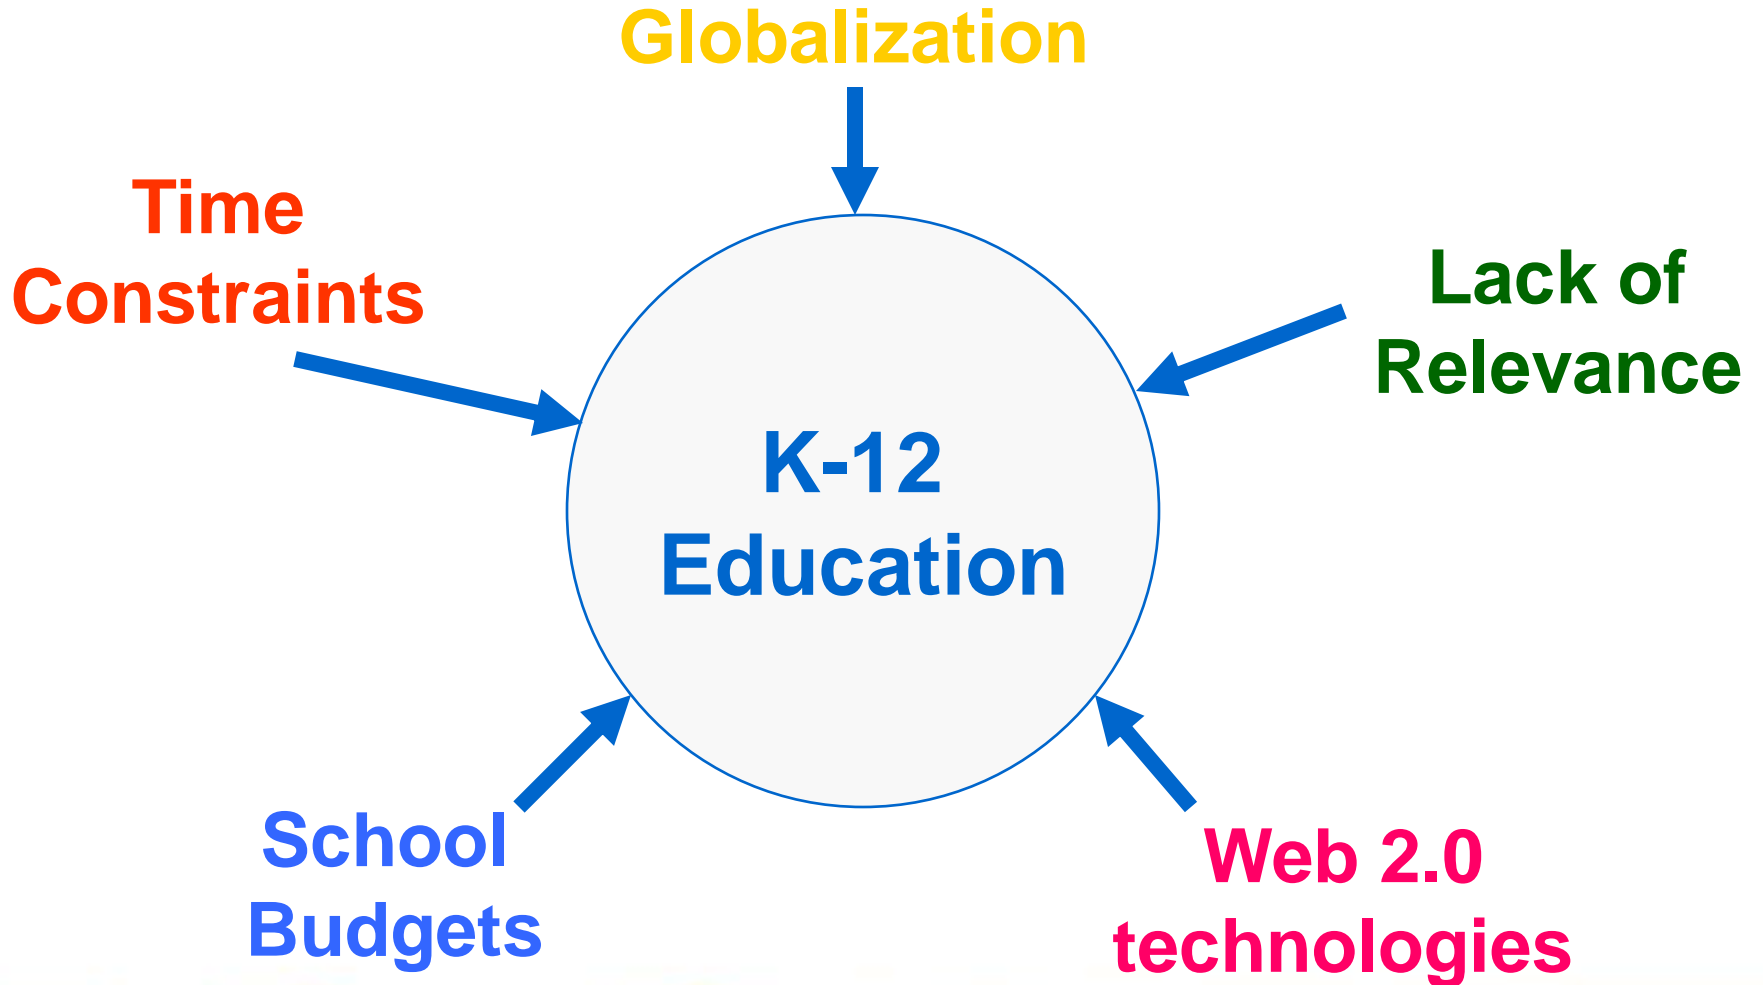 Globalization
Time
Constraints
Lack of
Relevance
K-12
Education
School
Budgets
Web 2.0
technologies